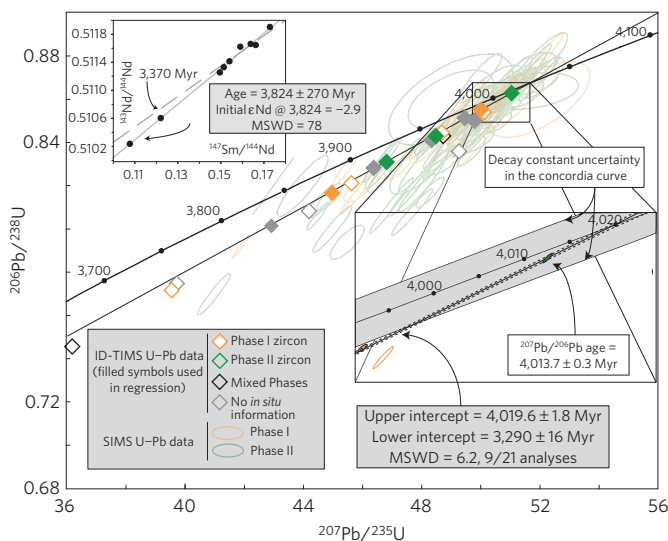 0.88
0.84
0.72
0.68
²⁰⁶Pb/²³⁸U
36
40
44
48
52
56
²⁰⁷Pb/²³⁵U
0.5118
0.5114
0.5110
0.5106
0.5102
¹⁴³Nd/¹⁴⁴Nd
3,370 Myr
0.11
0.13
0.15
0.17
¹⁴⁷Sm/¹⁴⁴Nd
Age = 3,824 ± 270 Myr
Initial εNd @ 3,824 = −2.9
MSWD = 78
3,700
3,800
3,900
4,000
4,100
Decay constant uncertainty
in the concordia curve
4,000
4,010
4,020
²⁰⁷Pb/²⁰⁶Pb age =
4,013.7 ± 0.3 Myr
Upper intercept = 4,019.6 ± 1.8 Myr
Lower intercept = 3,290 ± 16 Myr
MSWD = 6.2, 9/21 analyses
ID-TIMS U–Pb data
(filled symbols used
in regression)
Phase I zircon
Phase II zircon
Mixed Phases
No in situ
information
SIMS U–Pb data
Phase I
Phase II